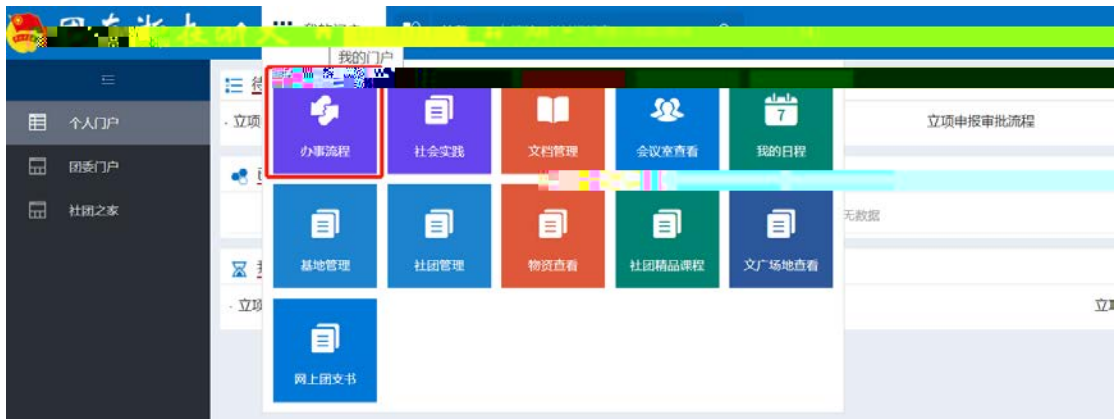 我的门户
个人门户
立项
办事流程
社会实践
文档管理
会议室查看
我的日程
7
立项申报审批流程
团委门户
社团之家
无数据
基地管理
社团管理
物资查看
社团精品课程
文广场地查看
立项
网上团支书